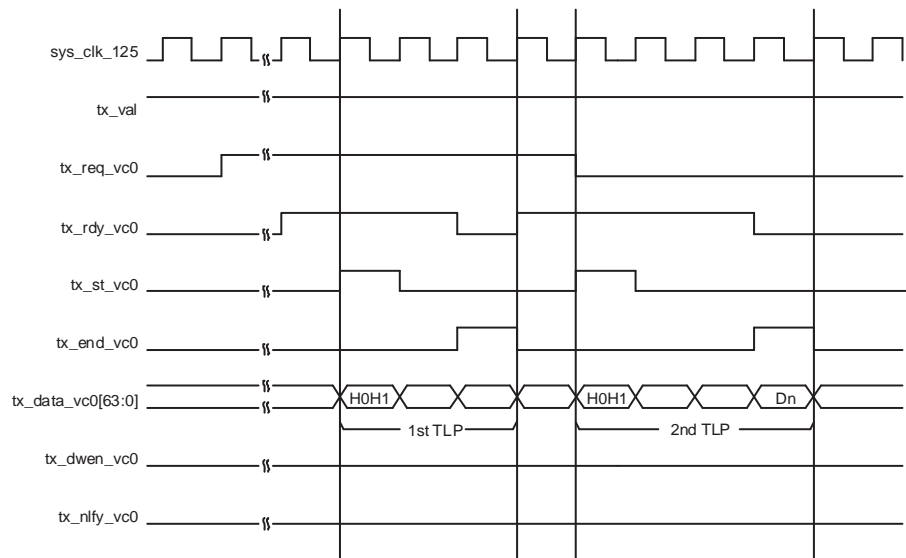 sys_clk_125
tx_val
tx_req_vc0
tx_rdy_vc0
tx_st_vc0
tx_end_vc0
tx_data_vc0[63:0]
H0H1
H0H1
Dn
1st TLP
2nd TLP
tx_dwen_vc0
tx_nlfy_vc0